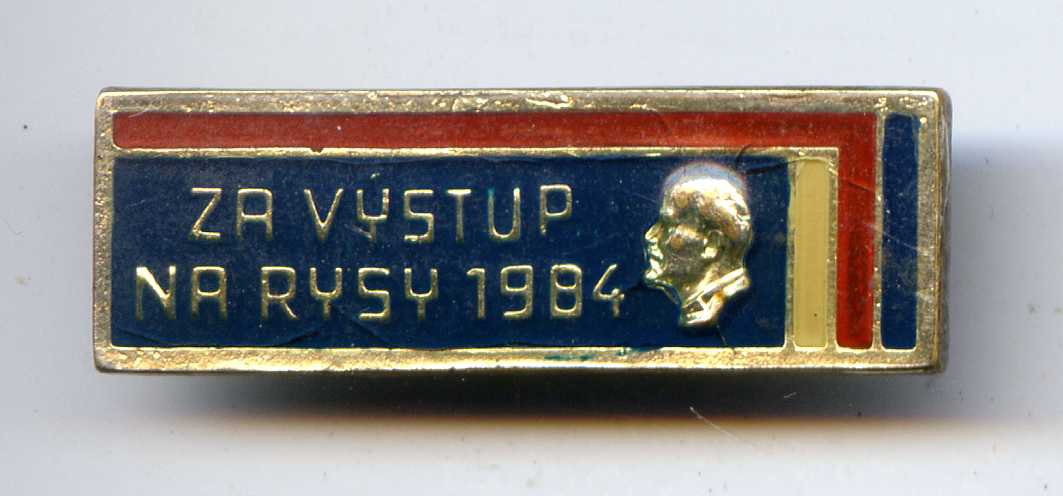 ZA VÝSTUP
NA RYSY 1984